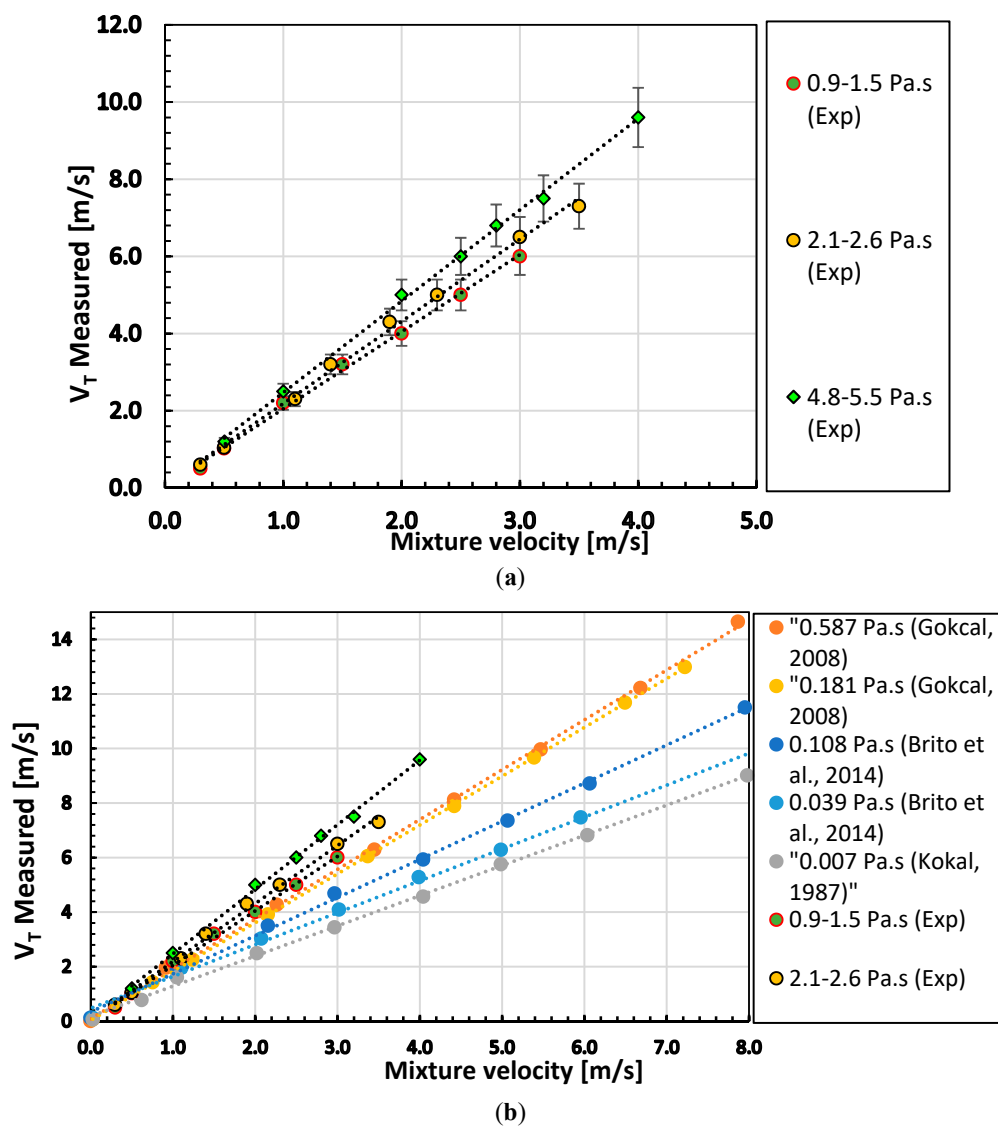 12.0
10.0
8.0
6.0
4.0
2.0
0.0
V_T Measured [m/s]
0.0 1.0 2.0 3.0 4.0 5.0
Mixture velocity [m/s]
0.9-1.5 Pa.s
(Exp)
2.1-2.6 Pa.s
(Exp)
4.8-5.5 Pa.s
(Exp)
(a)
14
12
10
8
6
4
2
0
V_T Measured [m/s]
0.0 1.0 2.0 3.0 4.0 5.0 6.0 7.0 8.0
Mixture velocity [m/s]
"0.587 Pa.s (Gokcal,
2008)
"0.181 Pa.s (Gokcal,
2008)
0.108 Pa.s (Brito et
al., 2014)
0.039 Pa.s (Brito et
al., 2014)
"0.007 Pa.s (Kokal,
1987)"
0.9-1.5 Pa.s (Exp)
2.1-2.6 Pa.s (Exp)
(b)